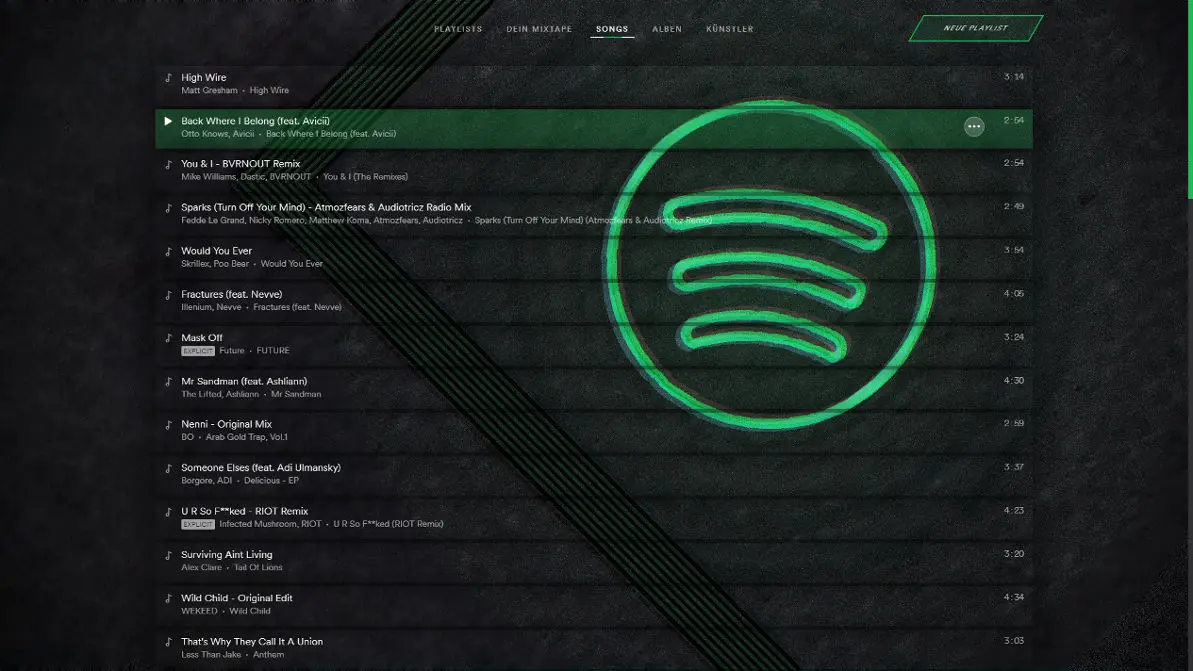 PLAYLISTS DEIN MIXTAPE SONGS ALBEN KÜNSTLER NEUE PLAYLIST
High Wire 3:14
Matt Gresham • High Wire
Back Where I Belong (feat. Avicii) 2:54
Otto Knows, Avicii • Back Where I Belong (feat. Avicii)
You & I - BVRNOUT Remix 2:54
Mike Williams, Dastic, BVRNOUT • You & I (The Remixes)
Sparks (Turn Off Your Mind) - Atmozfears & Audiotricz Radio Mix 2:49
Fedde Le Grand, Nicky Romero, Matthew Koma, Atmozfears, Audiotricz • Sparks (Turn Off Your Mind) (Atmozfears & Audiotricz Remix)
Would You Ever 3:54
Skrillex, Poo Bear • Would You Ever
Fractures (feat. Nevve) 4:05
Illenium, Nevve • Fractures (feat. Nevve)
Mask Off 3:24
EXPLICIT Future • FUTURE
Mr Sandman (feat. Ashliann) 4:30
The Lifted, Ashliann • Mr Sandman
Nenni - Original Mix 2:59
BO • Arab Gold Trap, Vol.1
Someone Elses (feat. Adi Ulmansky) 3:37
Borgore, ADI • Delicious - EP
U R So F**ked - RIOT Remix 4:23
EXPLICIT Infected Mushroom, RIOT • U R So F**ked (RIOT Remix)
Surviving Aint Living 3:20
Alex Clare • Tail Of Lions
Wild Child - Original Edit 4:34
WEKEED • Wild Child
That's Why They Call It A Union 3:03
Less Than Jake • Anthem